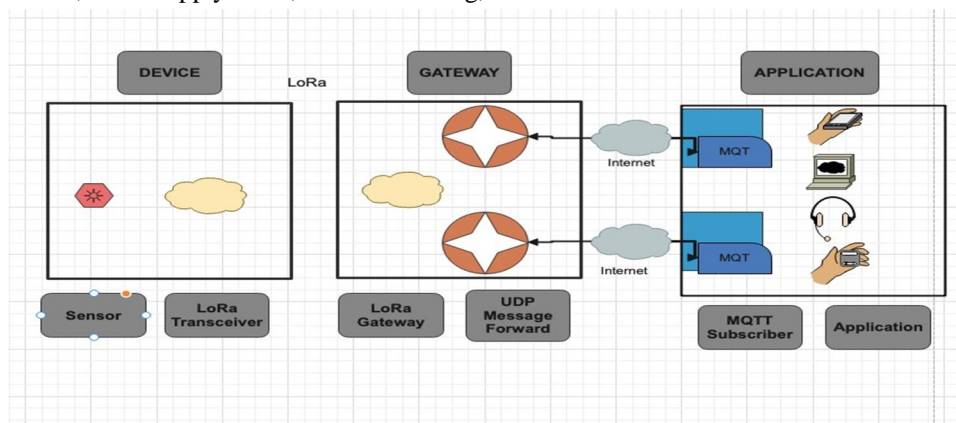 DEVICE
LoRa
GATEWAY
APPLICATION
Internet
MQT
Internet
MQT
Sensor
LoRa
Transceiver
LoRa
Gateway
UDP
Message
Forward
MQTT
Subscriber
Application